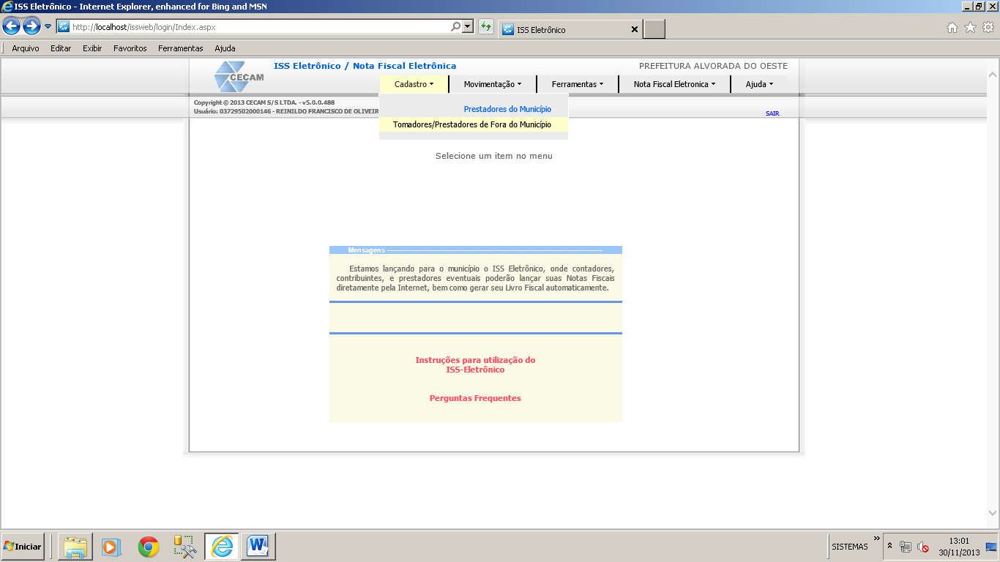 ISS Eletrônico - Internet Explorer, enhanced for Bing and MSN
http://localhost/issweb/login/Index.aspx
ISS Eletrônico
Arquivo Editar Exibir Favoritos Ferramentas Ajuda
CECAM
ISS Eletrônico / Nota Fiscal Eletrônica
PREFEITURA ALVORADA DO OESTE
Cadastro Movimentação Ferramentas Nota Fiscal Eletronica Ajuda
Copyright © 2013 CECAM S/S LTDA. - v5.0.0.488
Usuário: 03729502000146 - REINILDO FRANCISCO DE OLIVEIR
SAIR
Prestadores do Município
Tomadores/Prestadores de Fora do Município
Selecione um item no menu
Mensagens
Estamos lançando para o município o ISS Eletrônico, onde contadores,
contribuintes, e prestadores eventuais poderão lançar suas Notas Fiscais
diretamente pela Internet, bem como gerar seu Livro Fiscal automaticamente.
Instruções para utilização do
ISS-Eletrônico
Perguntas Frequentes
Iniciar
SISTEMAS
13:01
30/11/2013